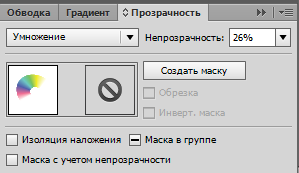 Обводка Градиент Прозрачность
Умножение Непрозрачность: 26%
Создать маску
Обрезка
Инверт. маска
Изоляция наложения Маска в группе
Маска с учетом непрозрачности